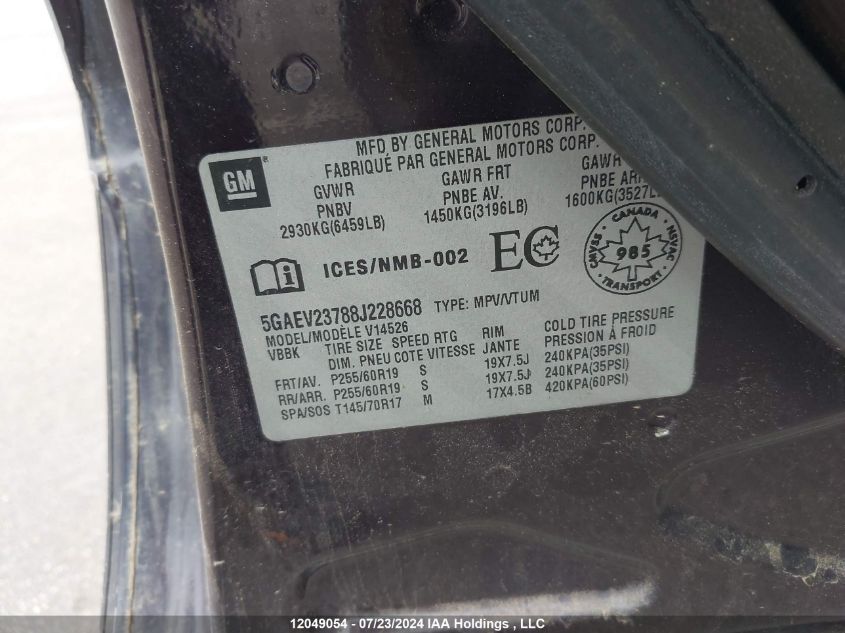 MFD BY GENERAL MOTORS CORP.
FABRIQUÉ PAR GENERAL MOTORS CORP.
GM
GVWR
PNBV
2930KG(6459LB)
GAWR FRT
PNBE AV.
1450KG(3196LB)
GAWR
PNBE
1600KG(3527L
ICES/NMB-002
EC
CANADA
CMVSS 985 NSVAC
TRANSPORT
5GAEV23788J228668 TYPE: MPV/VTUM
MODEL/MODÈLE V14526
VBBK TIRE SIZE SPEED RTG RIM COLD TIRE PRESSURE
DIM. PNEU COTE VITESSE JANTE PRESSION À FROID
FRT/AV. P255/60R19 S 19X7.5J 240KPA(35PSI)
RR/ARR. P255/60R19 S 19X7.5J 240KPA(35PSI)
SPA/SOS T145/70R17 M 17X4.5B 420KPA(60PSI)
12049054 - 07/23/2024 IAA Holdings , LLC